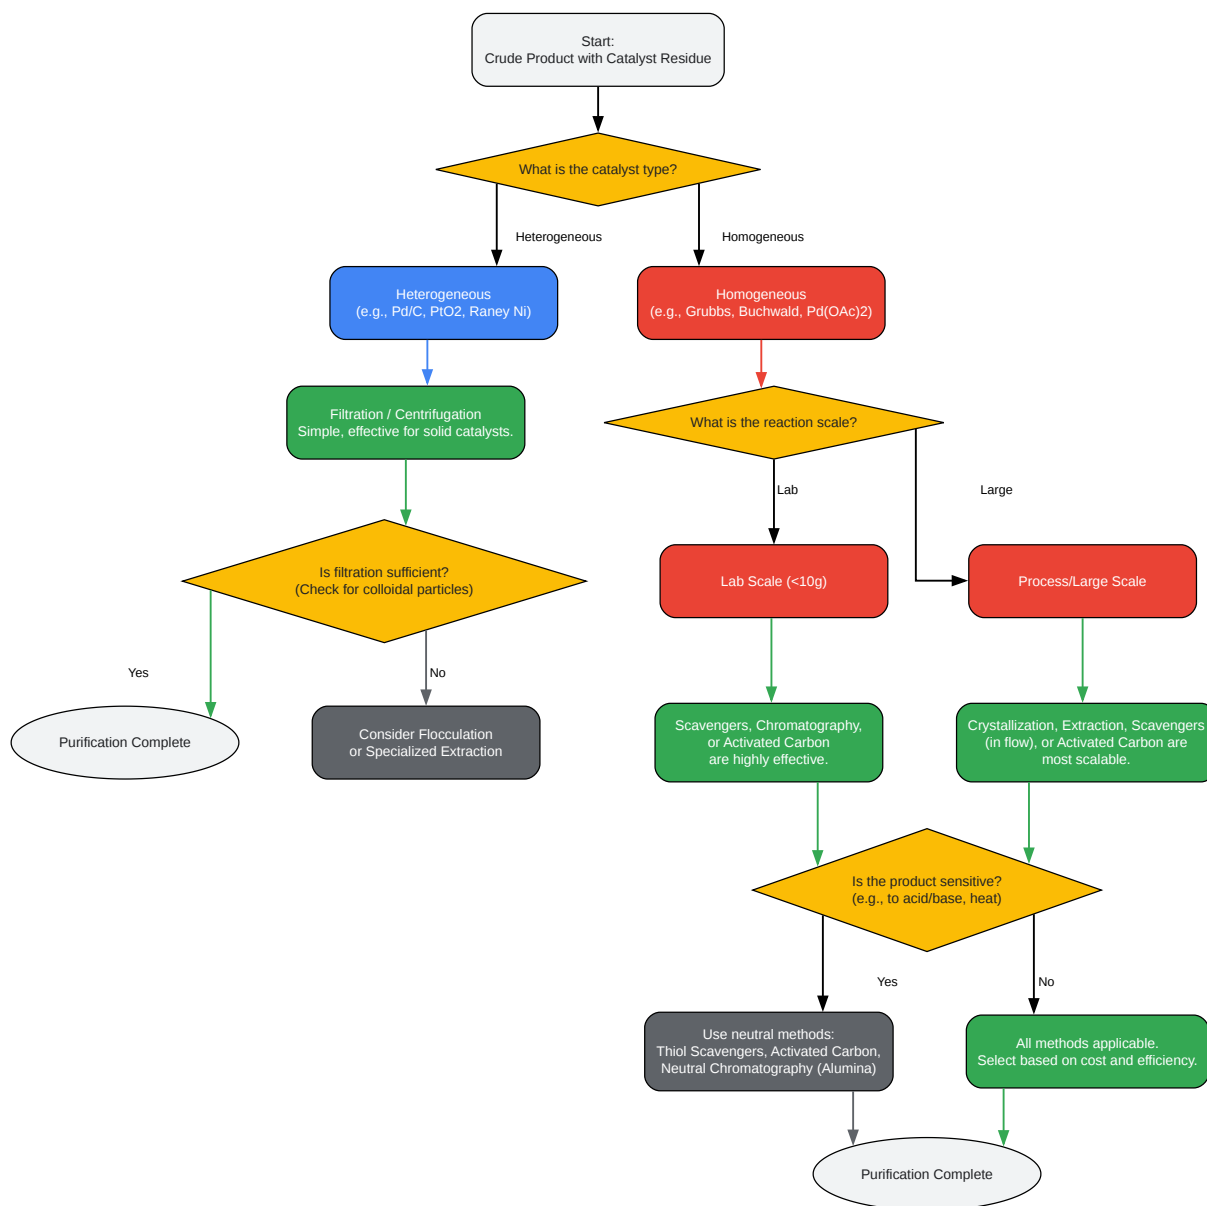 Start:
Crude Product with Catalyst Residue
What is the catalyst type?
Heterogeneous
Homogeneous
Heterogeneous
(e.g., Pd/C, PtO2, Raney Ni)
Homogeneous
(e.g., Grubbs, Buchwald, Pd(OAc)2)
Filtration / Centrifugation
Simple, effective for solid catalysts.
What is the reaction scale?
Lab
Large
Is filtration sufficient?
(Check for colloidal particles)
Lab Scale (<10g)
Process/Large Scale
Yes
No
Purification Complete
Consider Flocculation
or Specialized Extraction
Scavengers, Chromatography,
or Activated Carbon
are highly effective.
Crystallization, Extraction, Scavengers
(in flow), or Activated Carbon are
most scalable.
Is the product sensitive?
(e.g., to acid/base, heat)
Yes
No
Use neutral methods:
Thiol Scavengers, Activated Carbon,
Neutral Chromatography (Alumina)
All methods applicable.
Select based on cost and efficiency.
Purification Complete